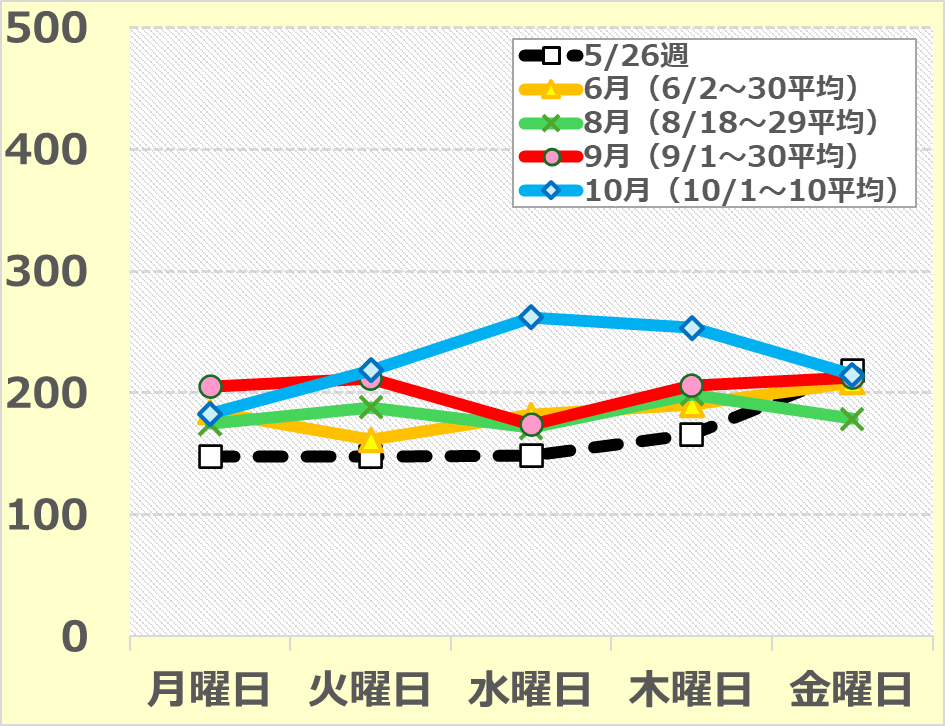 500
400
300
200
100
0
5/26週
6月（6/2～30平均）
8月（8/18～29平均）
9月（9/1～30平均）
10月（10/1～10平均）
月曜日 火曜日 水曜日 木曜日 金曜日